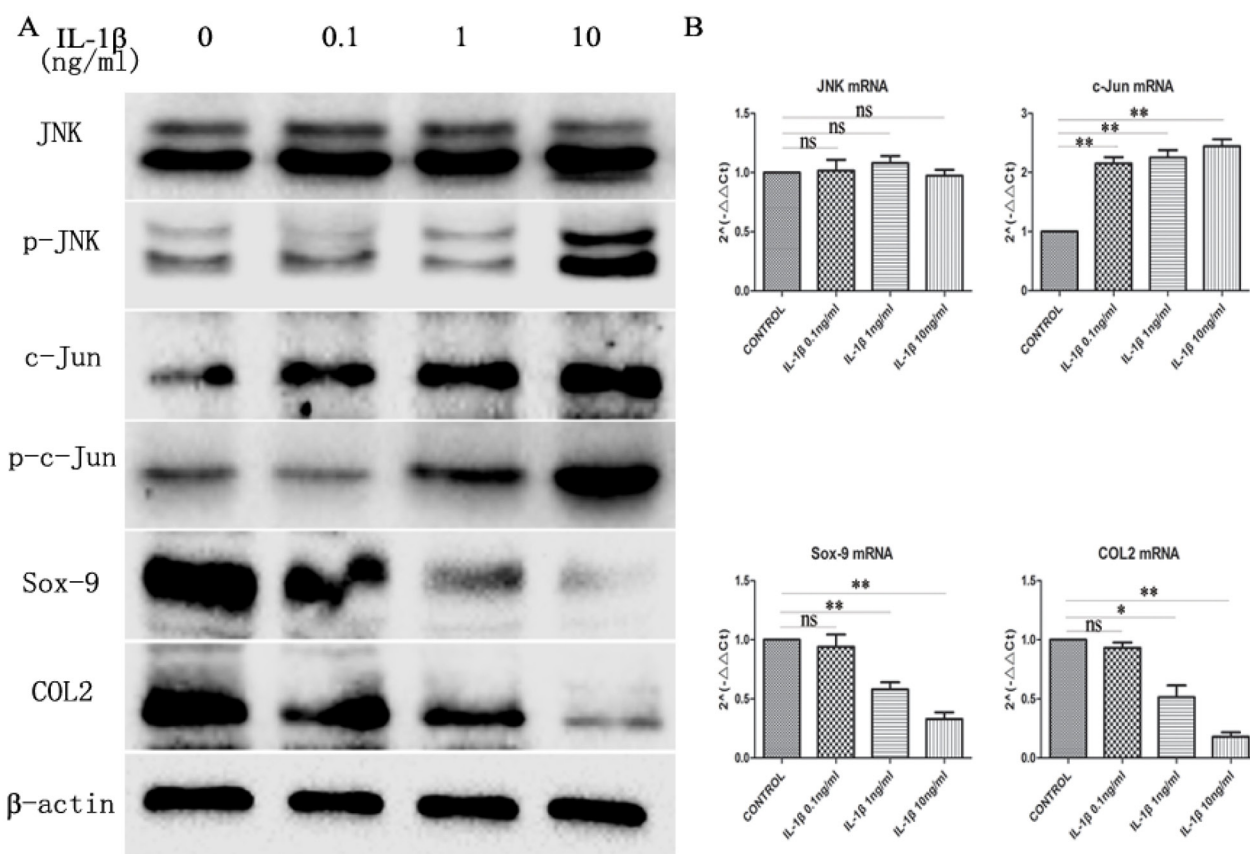 A
IL-1β
(ng/ml)
0 0.1 1 10
JNK
p-JNK
c-Jun
p-c-Jun
Sox-9
COL2
β-actin
B
JNK mRNA
2^(-△△Ct)
1.5
1.0
0.5
0.0
ns
ns
ns
CONTROL
IL-1β 0.1ng/ml
IL-1β 1ng/ml
IL-1β 10ng/ml
c-Jun mRNA
2^(-△△Ct)
3
2
1
0
**
**
**
CONTROL
IL-1β 0.1ng/ml
IL-1β 1ng/ml
IL-1β 10ng/ml
Sox-9 mRNA
2^(-△△Ct)
1.5
1.0
0.5
0.0
**
**
ns
CONTROL
IL-1β 0.1ng/ml
IL-1β 1ng/ml
IL-1β 10ng/ml
COL2 mRNA
2^(-△△Ct)
1.5
1.0
0.5
0.0
**
*
ns
CONTROL
IL-1β 0.1ng/ml
IL-1β 1ng/ml
IL-1β 10ng/ml